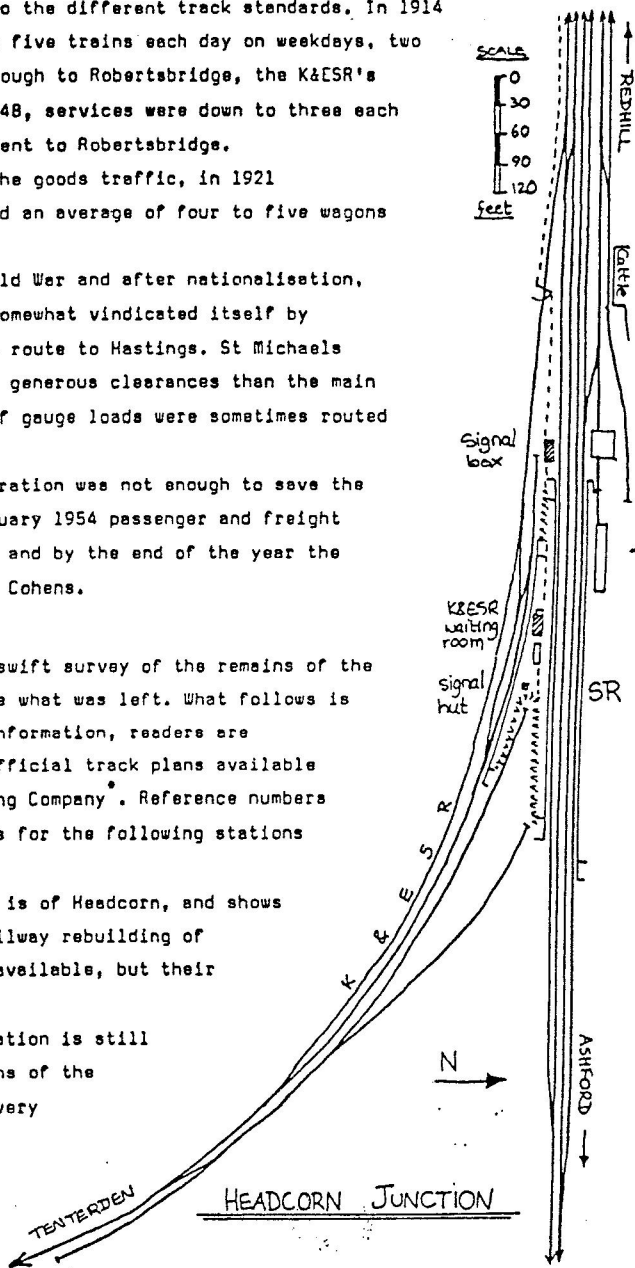 o the different track standards. In 1914
five trains each day on weekdays, two
ough to Robertsbridge, the K&ESR's
48, services were down to three each
ent to Robertsbridge.
he goods traffic, in 1921
d an average of four to five wagons
ld War and after nationalisation,
omewhat vindicated itself by
route to Hastings. St Michaels
generous clearances than the main
f gauge loads were sometimes routed
ration was not enough to save the
uary 1954 passenger and freight
and by the end of the year the
Cohens.
swift survey of the remains of the
e what was left. What follows is
nformation, readers are
fficial track plans available
ng Company*. Reference numbers
s for the following stations
is of Headcorn, and shows
ilway rebuilding of
available, but their
ation is still
ns of the
very
SCALE
0
30
60
90
120
feet
REDHILL
Cattle
Signal
box
K&ESR
waiting
room
signal
hut
SR
K & E S R
N
ASHFORD
TENTERDEN
HEADCORN JUNCTION